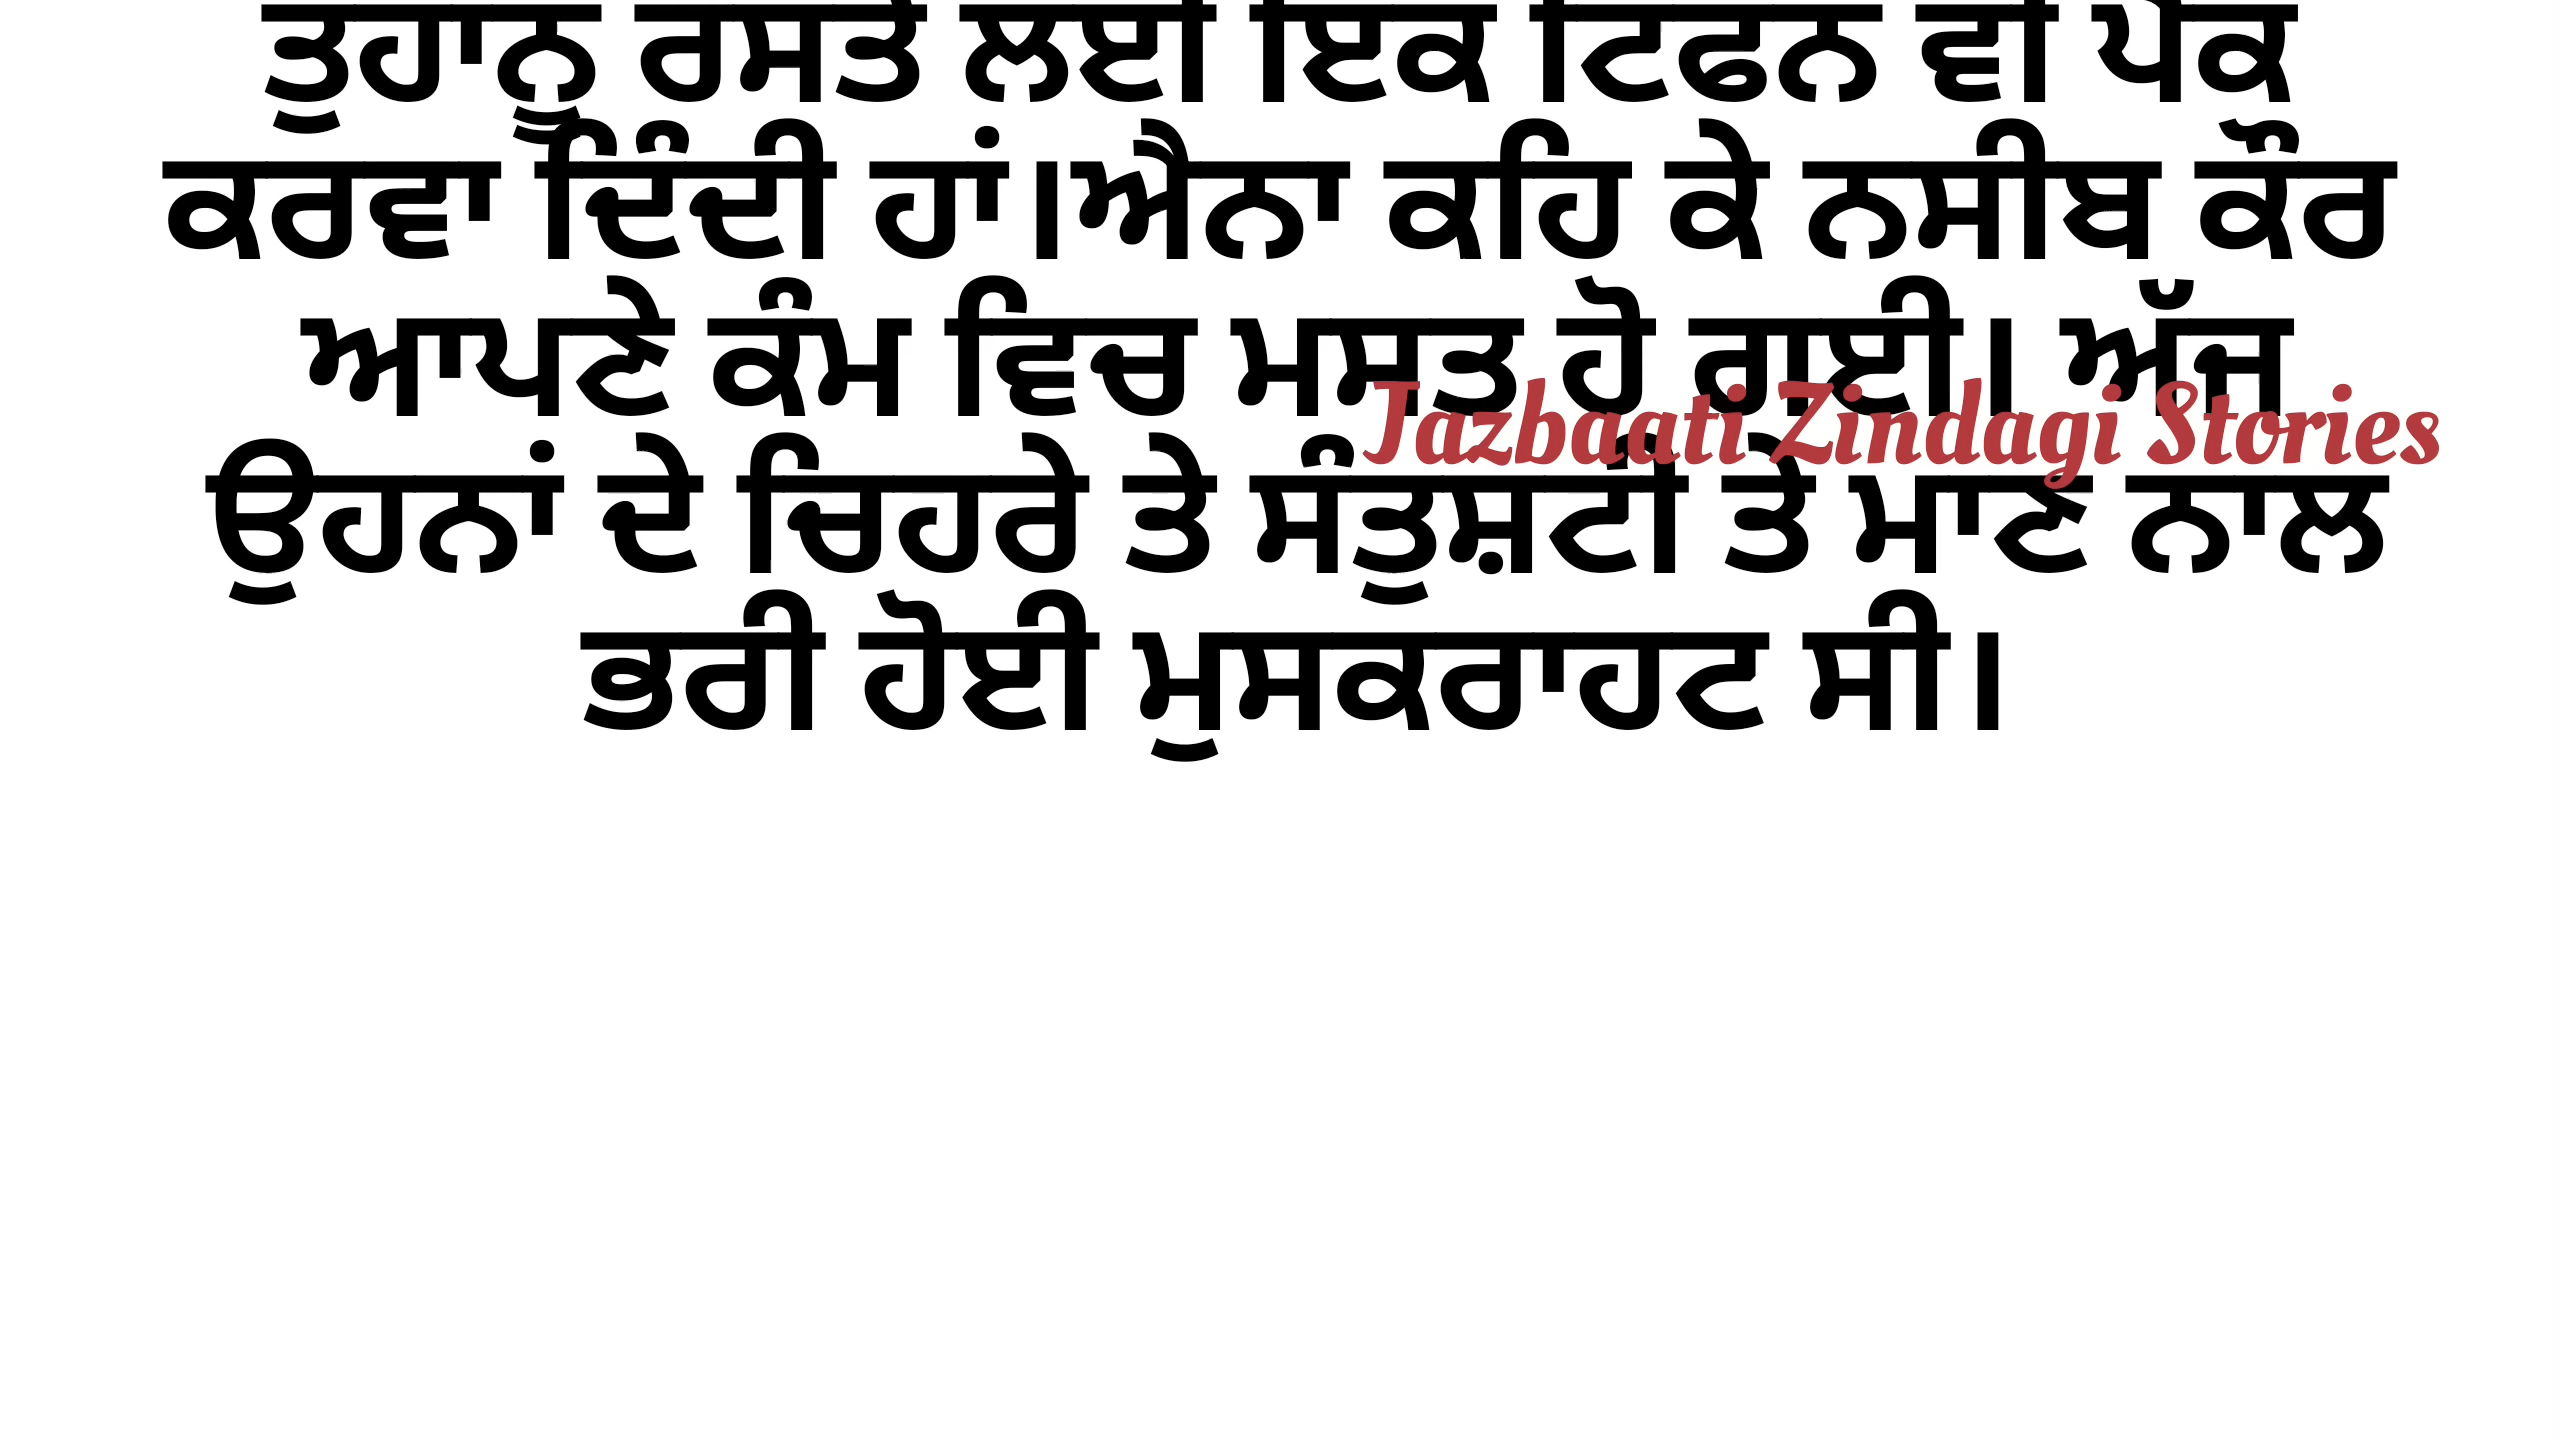 ਤੁਹਾਨੂ ਰਸਤੇ ਲਈ ਇਕ ਟਿਫਨ ਵੀ ਪੈਕ
ਕਰਵਾ ਦਿੰਦੀ ਹਾਂ।ਐਨਾ ਕਹਿ ਕੇ ਨਸੀਬ ਕੌਰ
ਆਪਣੇ ਕੰਮ ਵਿਚ ਮਸਤ ਹੋ ਗਈ। ਅੱਜ
Jazbaati Zindagi Stories
ਉਹਨਾਂ ਦੇ ਚਿਹਰੇ ਤੇ ਸੰਤੁਸ਼ਟੀ ਤੇ ਮਾਣ ਨਾਲ
ਭਰੀ ਹੋਈ ਮੁਸਕਰਾਹਟ ਸੀ।